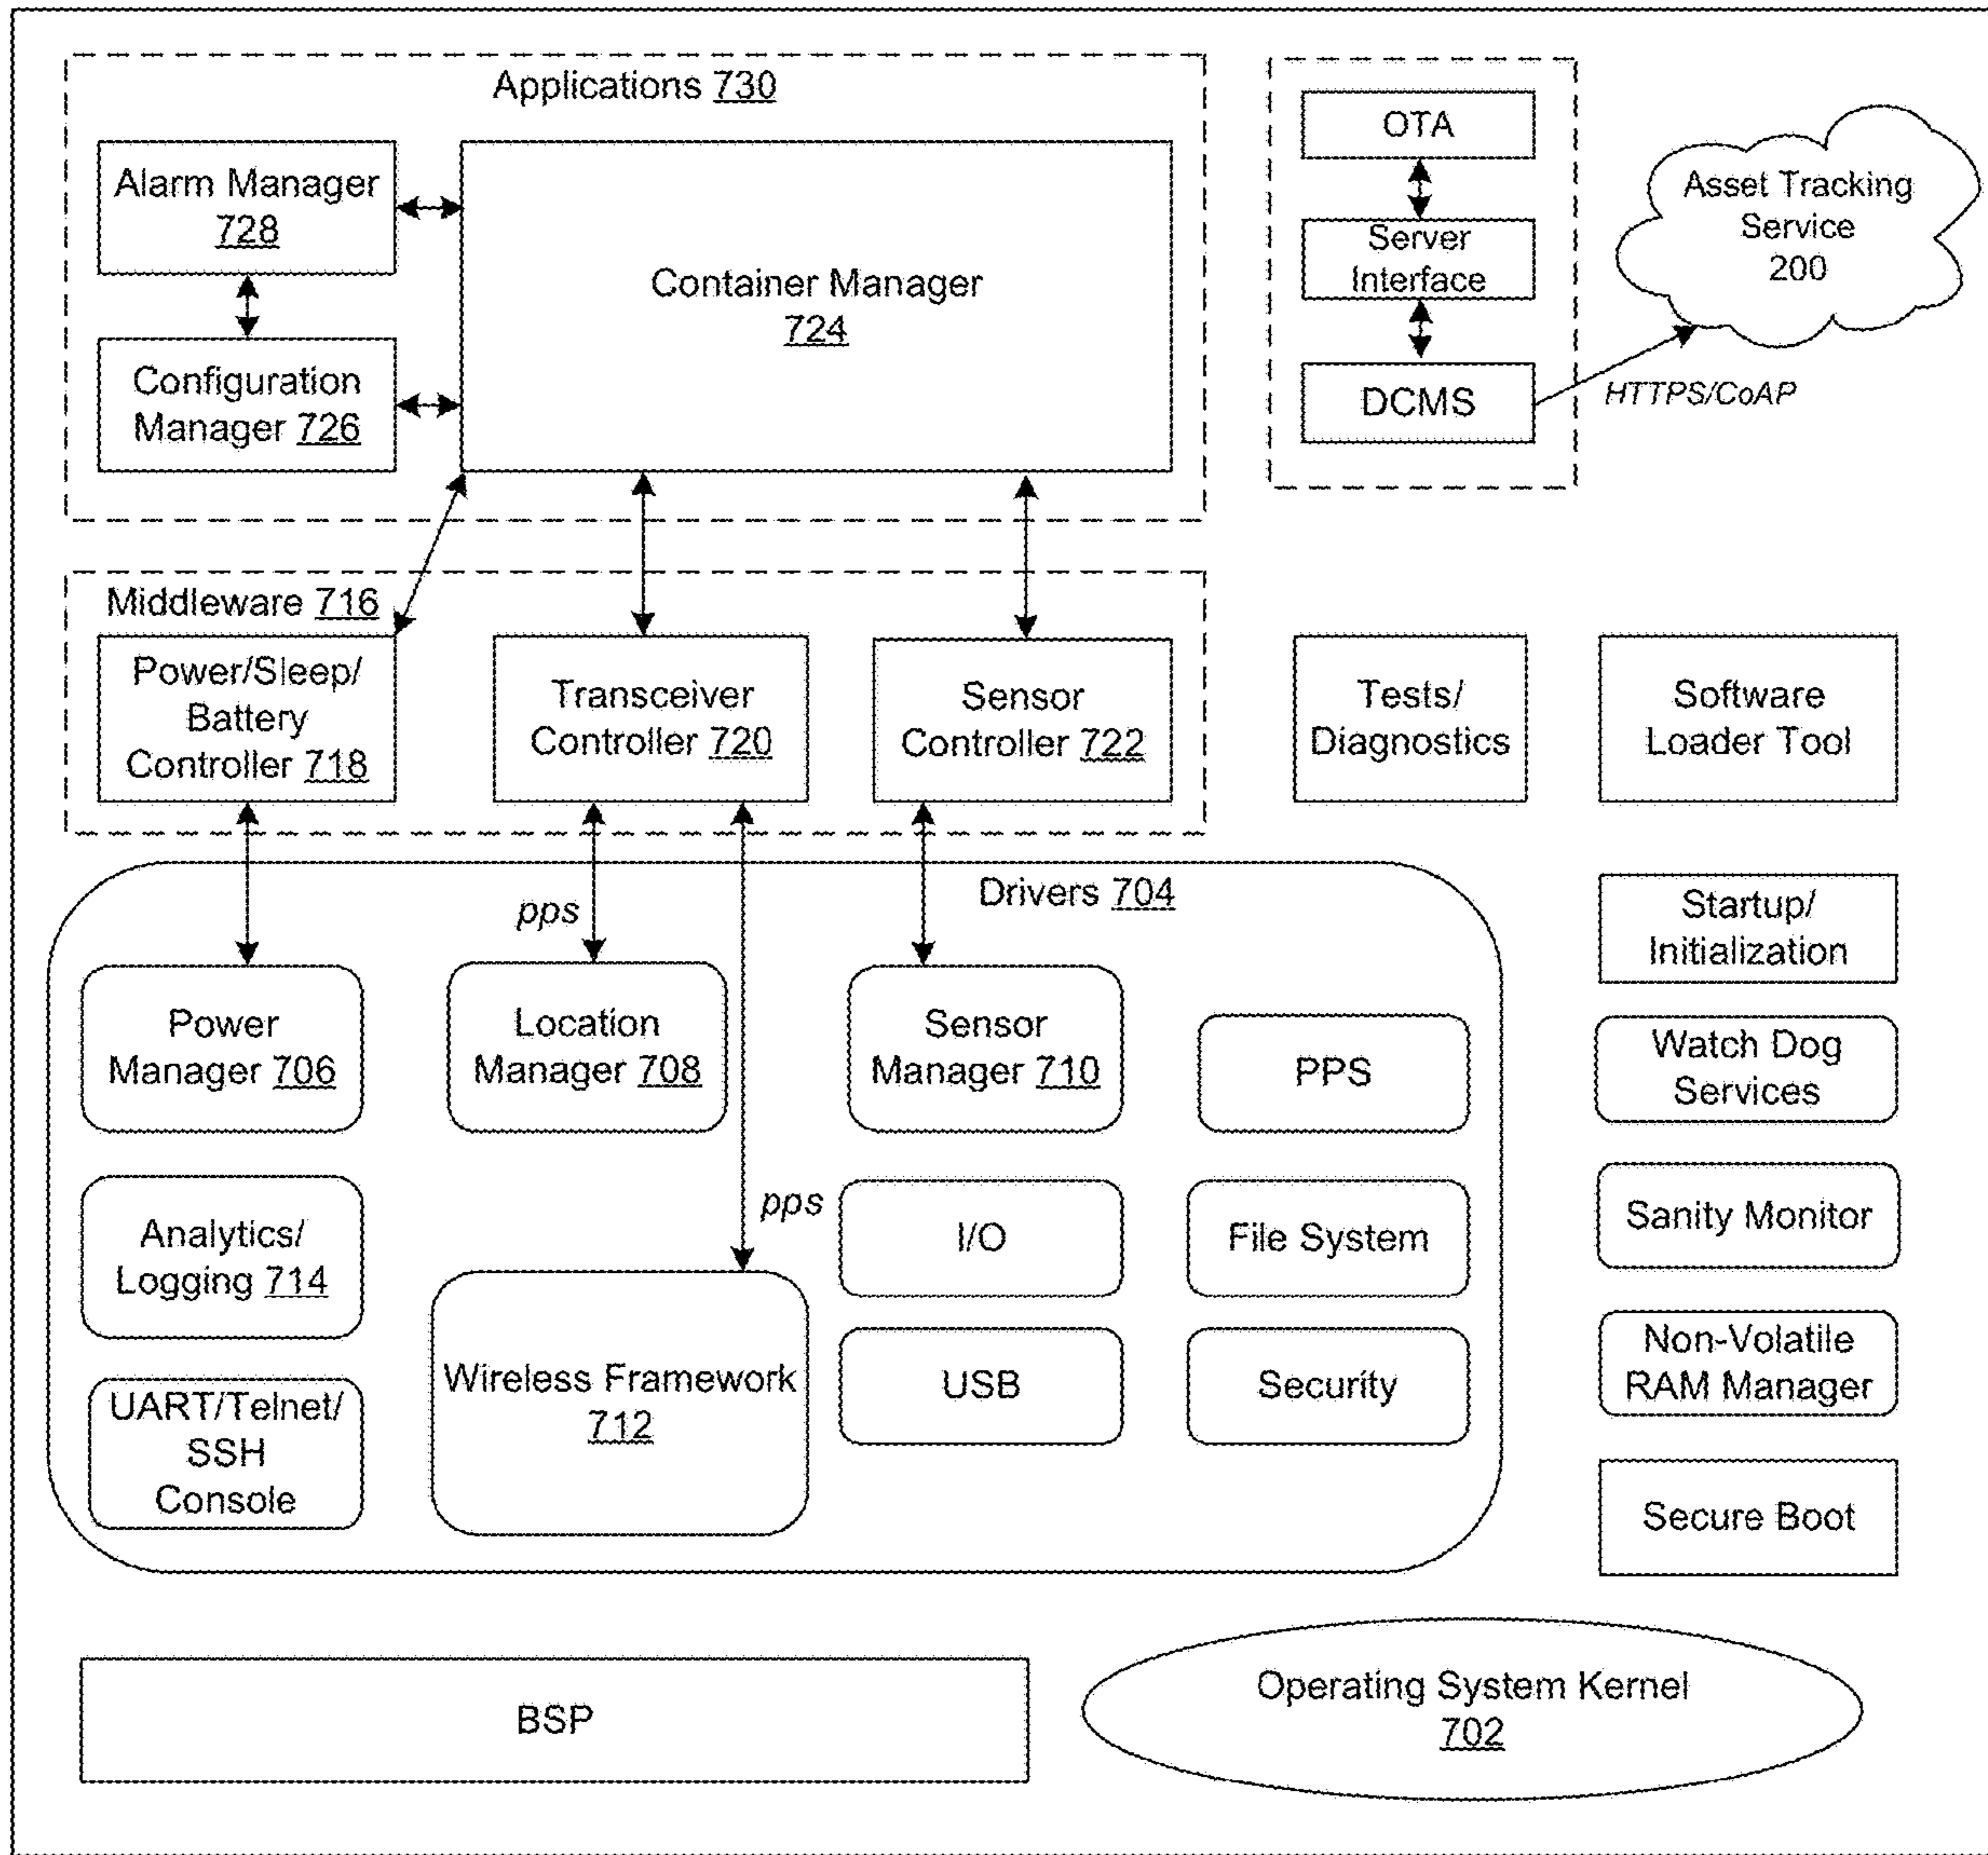 Applications 730
Alarm Manager
728
Container Manager
724
Configuration
Manager 726
OTA
Server
Interface
DCMS
Asset Tracking
Service
200
HTTPS/CoAP
Middleware 716
Power/Sleep/
Battery
Controller 718
Transceiver
Controller 720
Sensor
Controller 722
Tests/
Diagnostics
Software
Loader Tool
Drivers 704
pps
Power
Manager 706
Location
Manager 708
Sensor
Manager 710
PPS
Analytics/
Logging 714
pps
I/O
File System
UART/Telnet/
SSH
Console
Wireless Framework
712
USB
Security
Startup/
Initialization
Watch Dog
Services
Sanity Monitor
Non-Volatile
RAM Manager
Secure Boot
BSP
Operating System Kernel
702